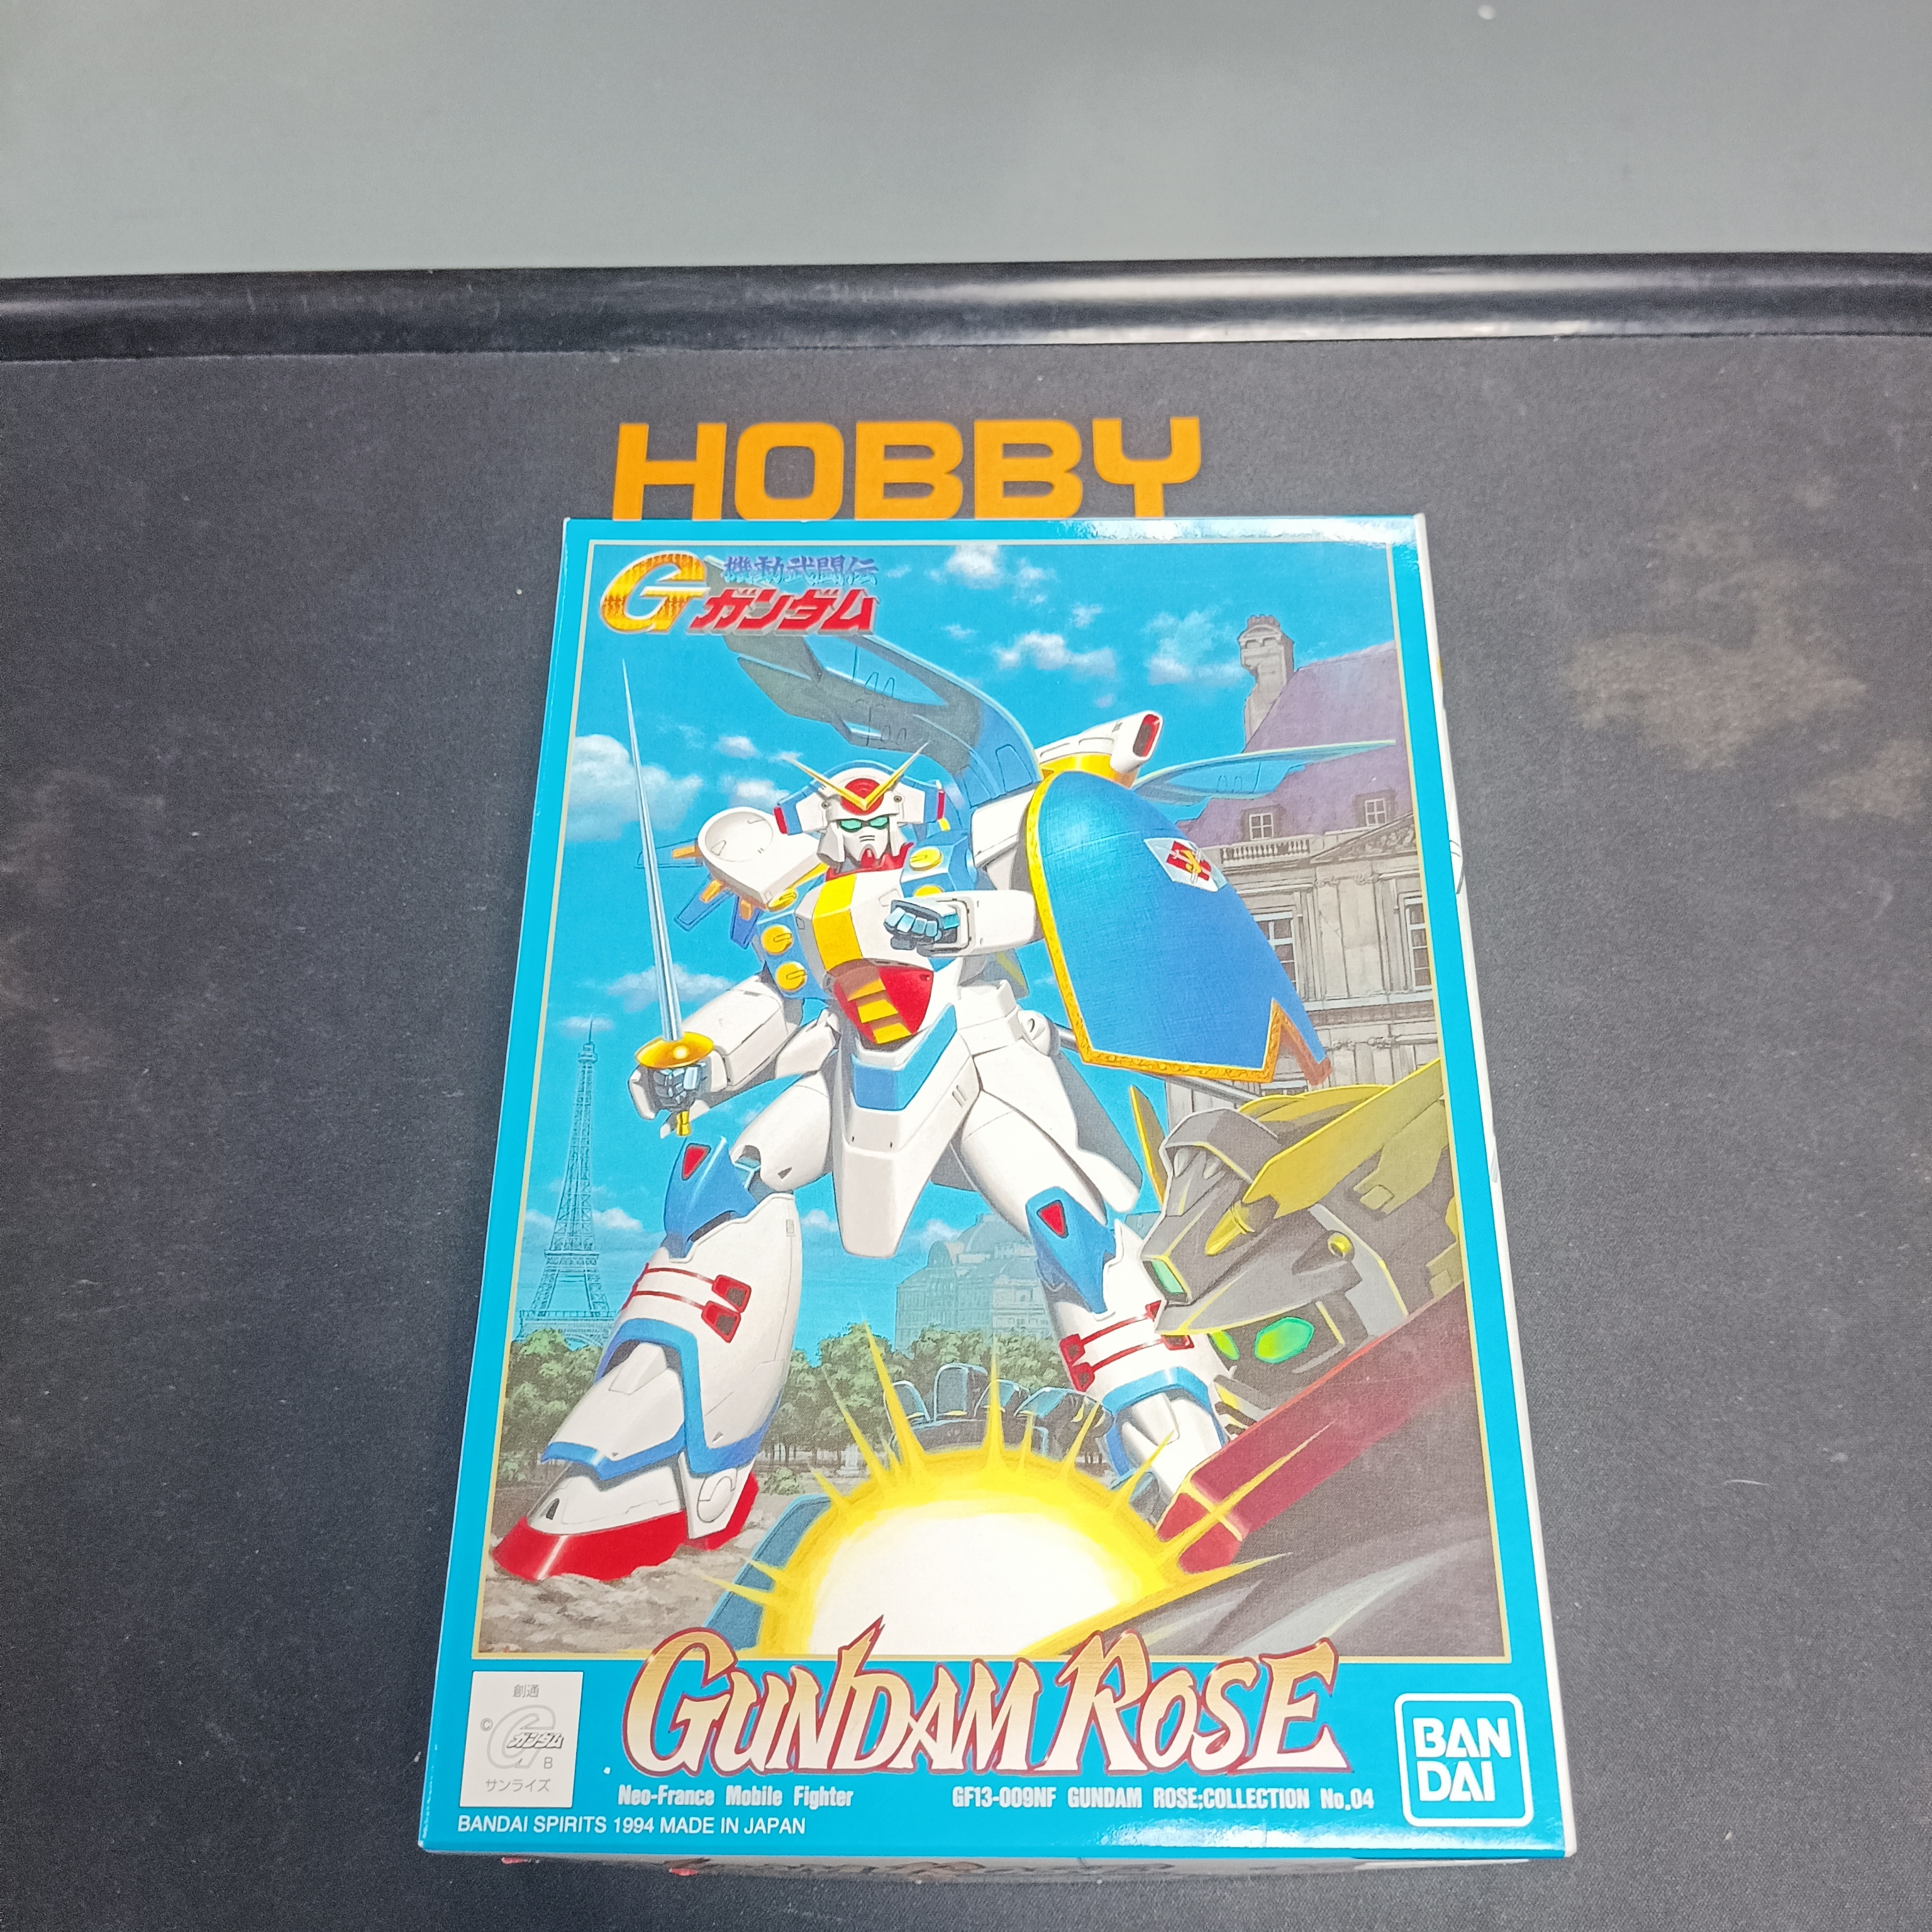 HOBBY
機動武闘伝
Gガンダム
GUNDAM ROSE
創通
©Gガンダム
B
サンライズ
Neo-France Mobile Fighter
GF13-009NF GUNDAM ROSE;COLLECTION No.04
BANDAI SPIRITS 1994 MADE IN JAPAN
BAN
DAI